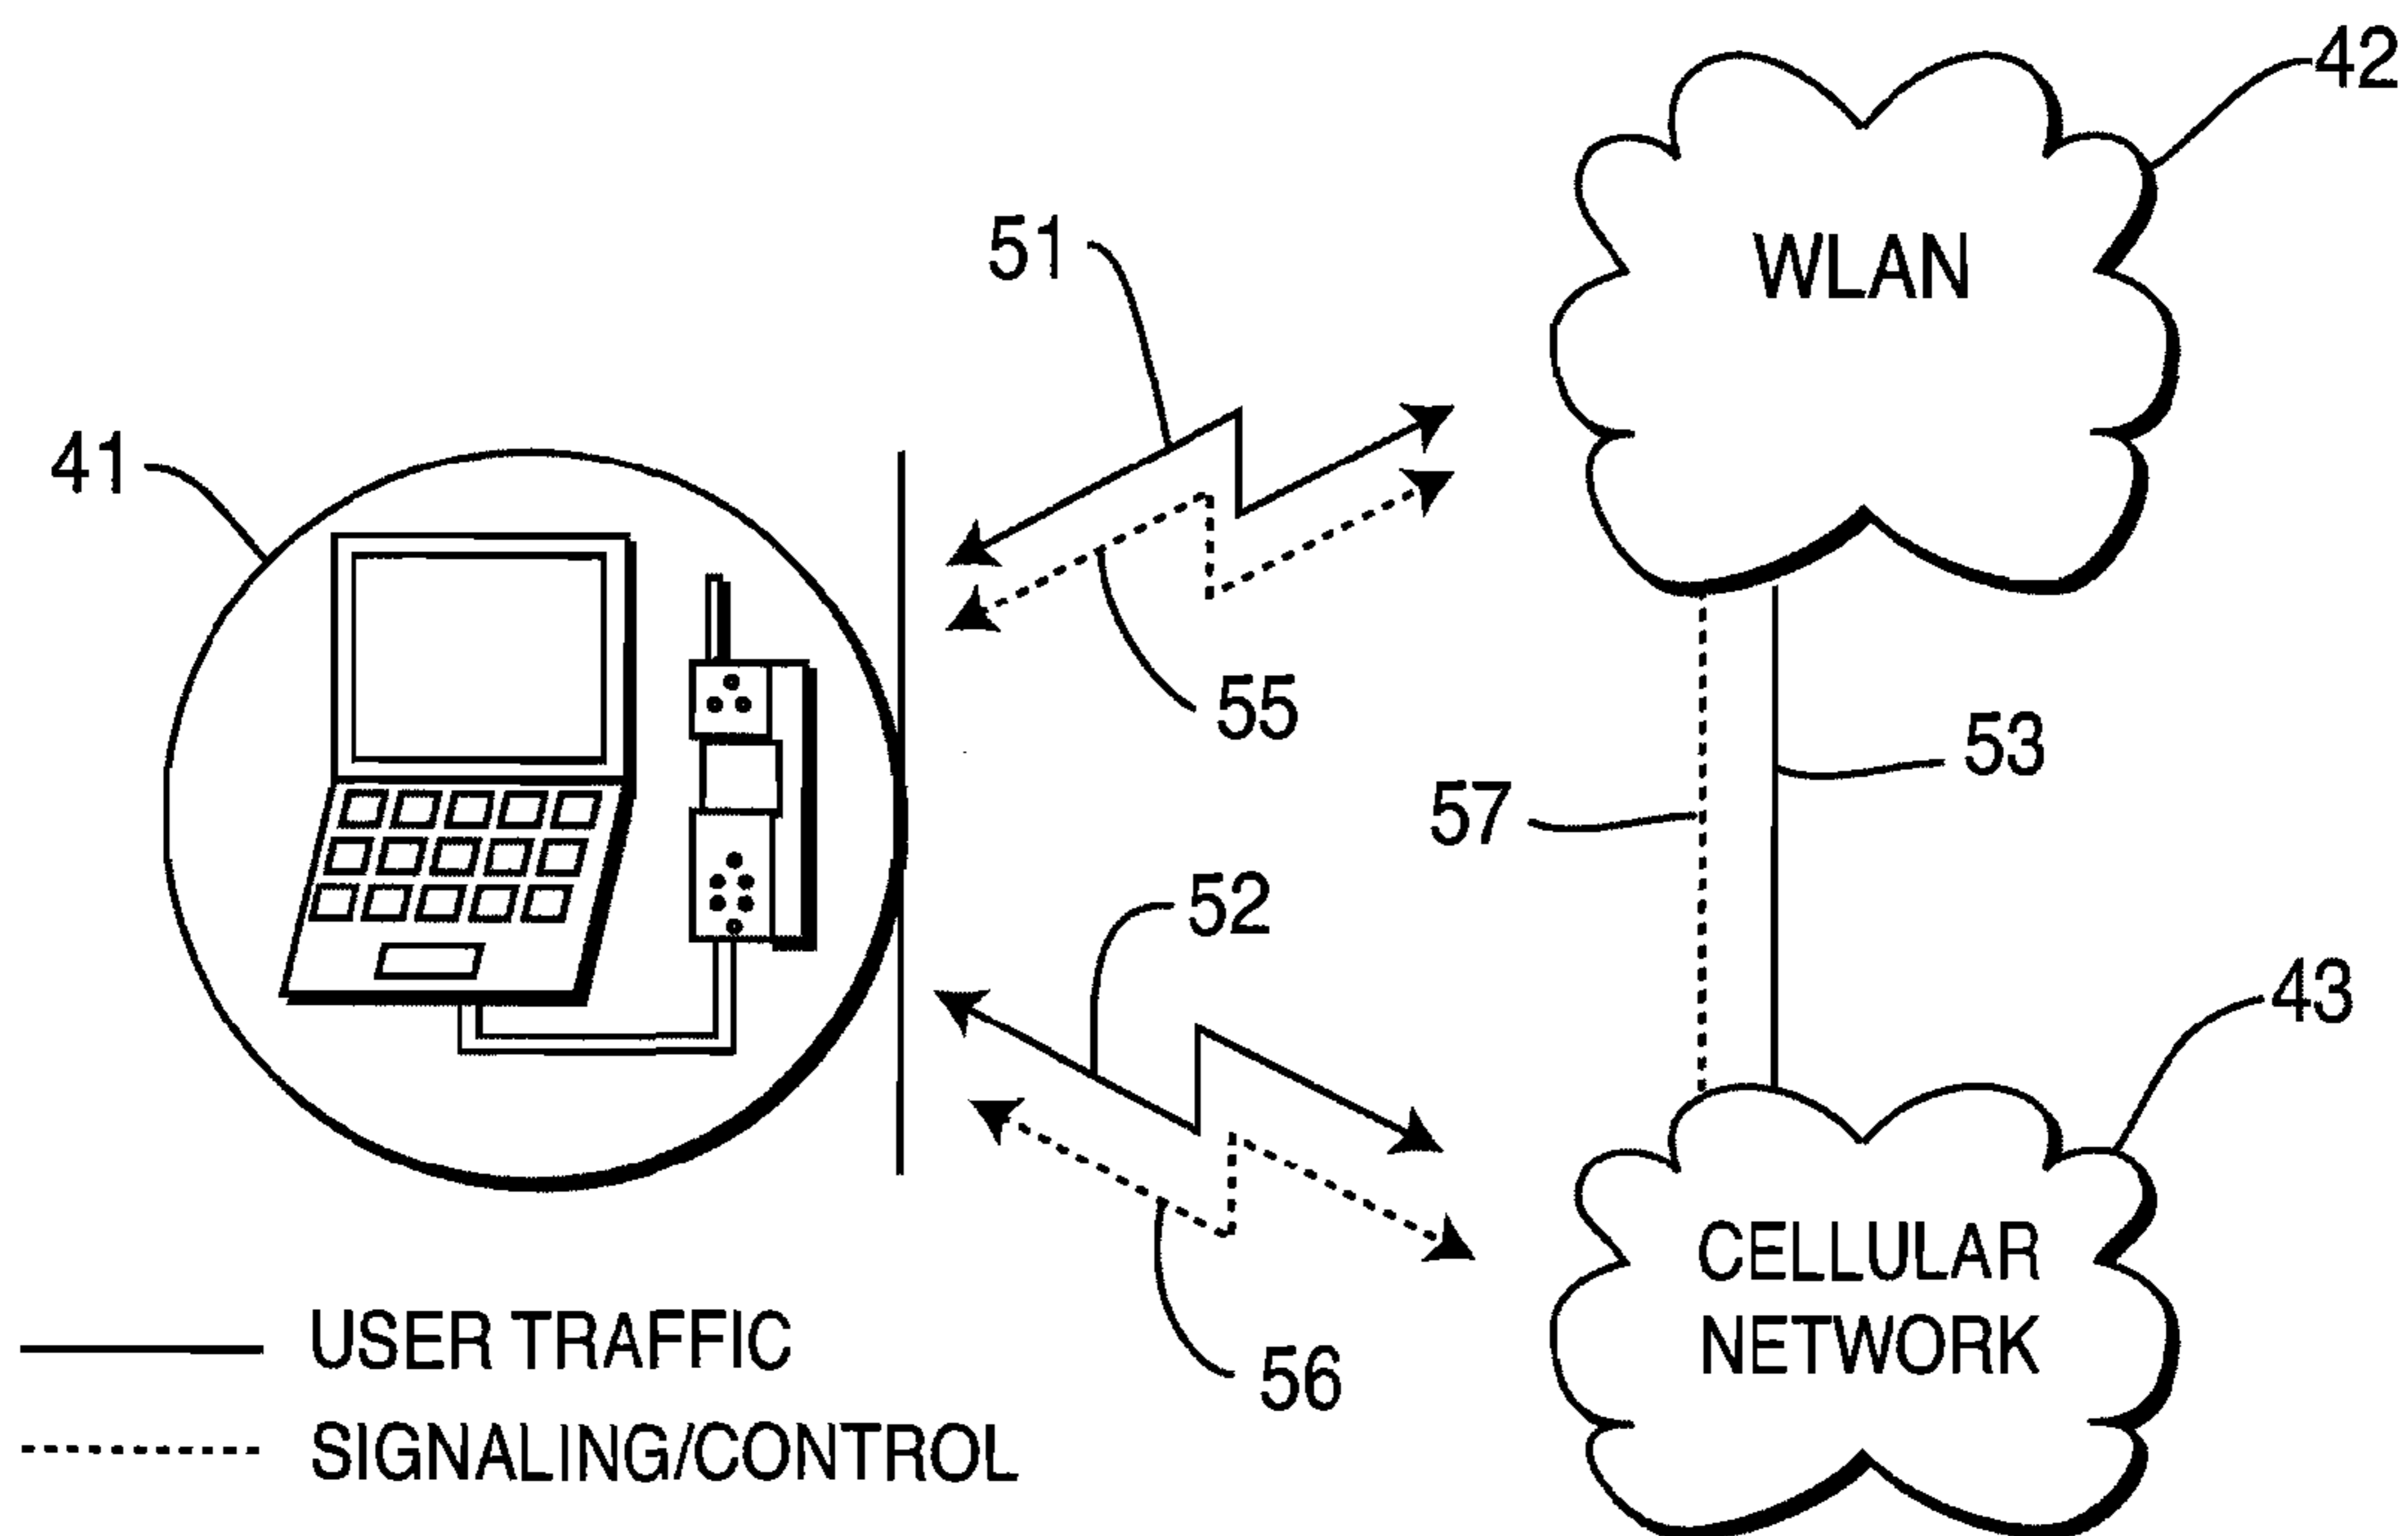 42
WLAN
51
41
55
53
57
52
43
CELLULAR
NETWORK
56
USER TRAFFIC
SIGNALING/CONTROL